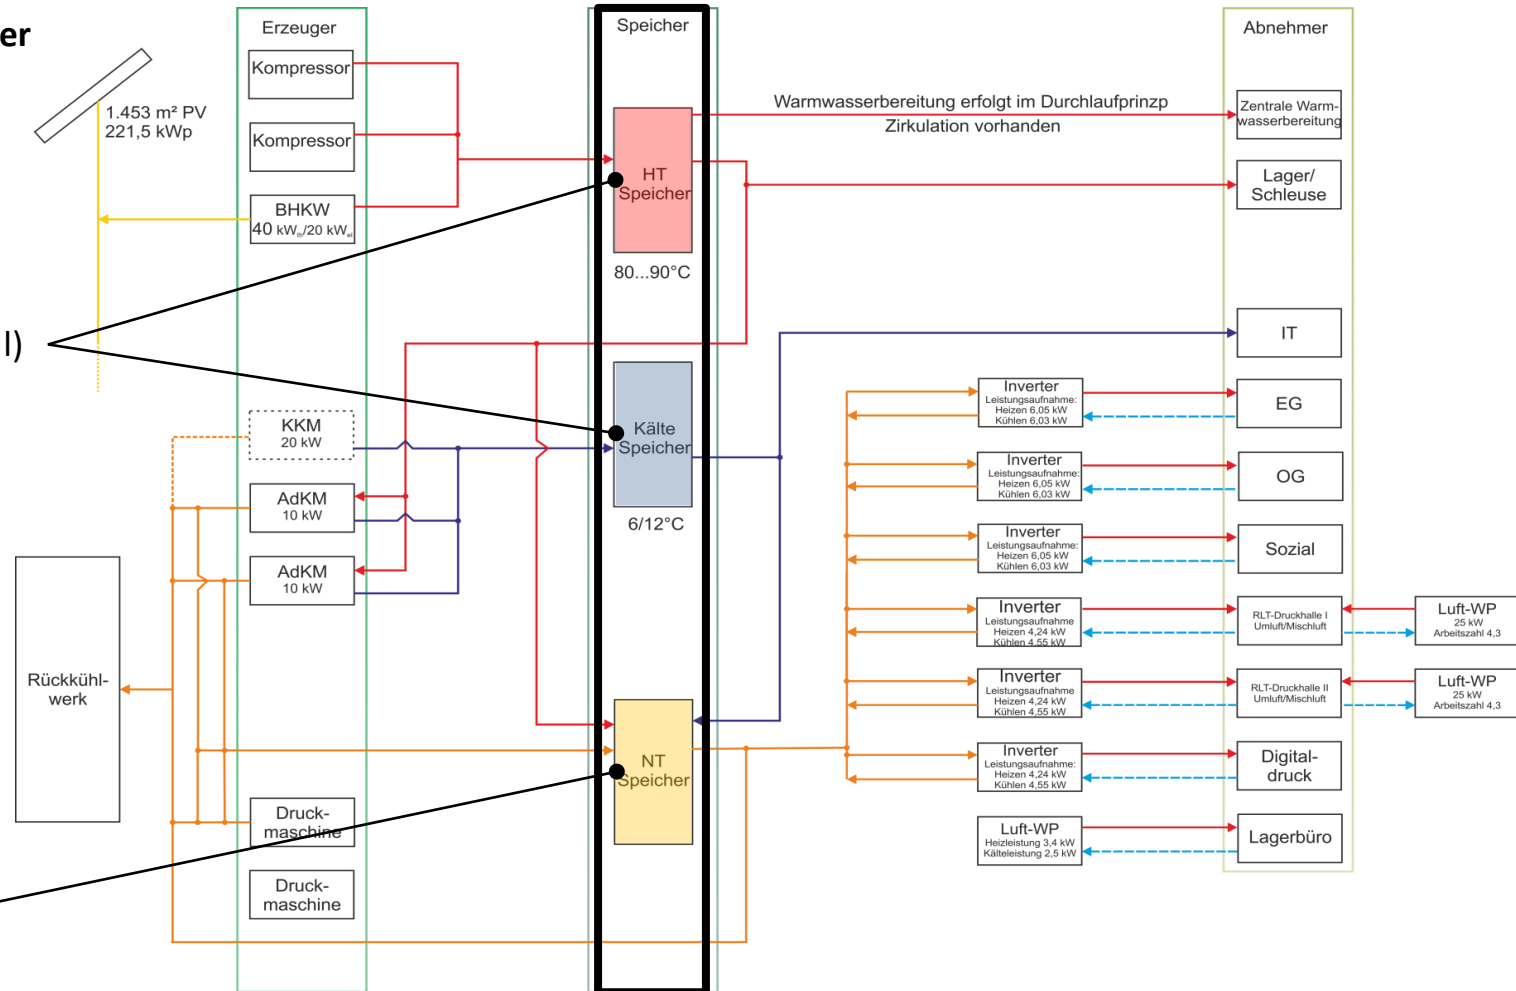 er
1.453 m² PV
221,5 kWp
l)
Rückkühl-
werk
Erzeuger
Kompressor
Kompressor
BHKW
40 kWth/20 kWel
KKM
20 kW
AdKM
10 kW
AdKM
10 kW
Druck-
maschine
Druck-
maschine
Speicher
HT
Speicher
80...90°C
Kälte
Speicher
6/12°C
NT
Speicher
Warmwasserbereitung erfolgt im Durchlaufprinzp
Zirkulation vorhanden
Inverter
Leistungsaufnahme:
Heizen 6,05 kW
Kühlen 6,03 kW
Inverter
Leistungsaufnahme:
Heizen 6,05 kW
Kühlen 6,03 kW
Inverter
Leistungsaufnahme:
Heizen 6,05 kW
Kühlen 6,03 kW
Inverter
Leistungsaufnahme
Heizen 4,24 kW
Kühlen 4,55 kW
Inverter
Leistungsaufnahme
Heizen 4,24 kW
Kühlen 4,55 kW
Inverter
Leistungsaufnahme:
Heizen 4,24 kW
Kühlen 4,55 kW
Luft-WP
Heizleistung 3,4 kW
Kälteleistung 2,5 kW
Abnehmer
Zentrale Warm-
wasserbereitung
Lager/
Schleuse
IT
EG
OG
Sozial
RLT-Druckhalle I
Umluft/Mischluft
RLT-Druckhalle II
Umluft/Mischluft
Digital-
druck
Lagerbüro
Luft-WP
25 kW
Arbeitszahl 4,3
Luft-WP
25 kW
Arbeitszahl 4,3